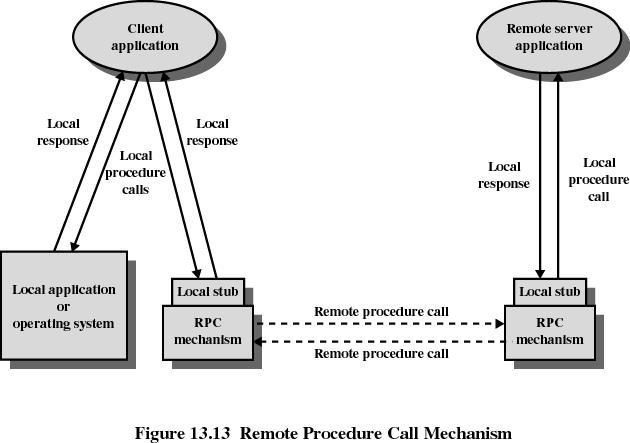 Client
application
Remote server
application
Local
response
Local
procedure
calls
Local
response
Local
response
Local
procedure
call
Local application
or
operating system
Local stub
RPC
mechanism
Remote procedure call
Remote procedure call
Local stub
RPC
mechanism
Figure 13.13 Remote Procedure Call Mechanism